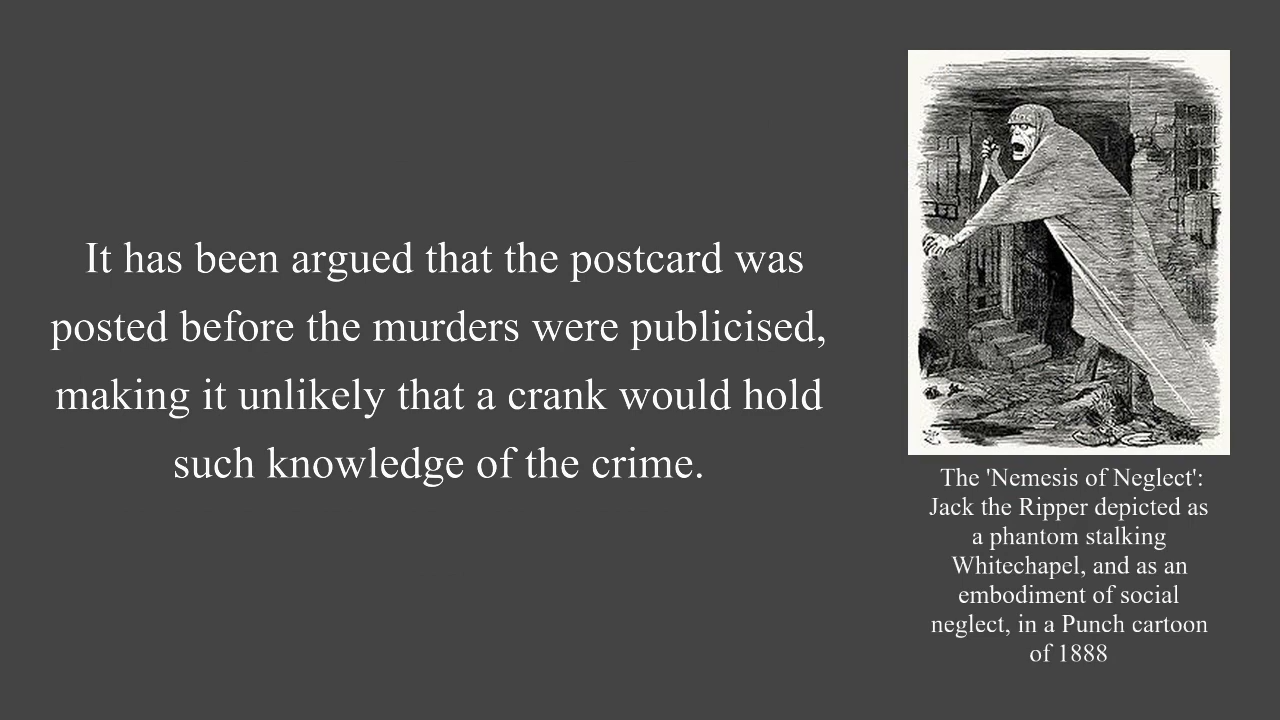 It has been argued that the postcard was
posted before the murders were publicised,
making it unlikely that a crank would hold
such knowledge of the crime.
The 'Nemesis of Neglect':
Jack the Ripper depicted as
a phantom stalking
Whitechapel, and as an
embodiment of social
neglect, in a Punch cartoon
of 1888